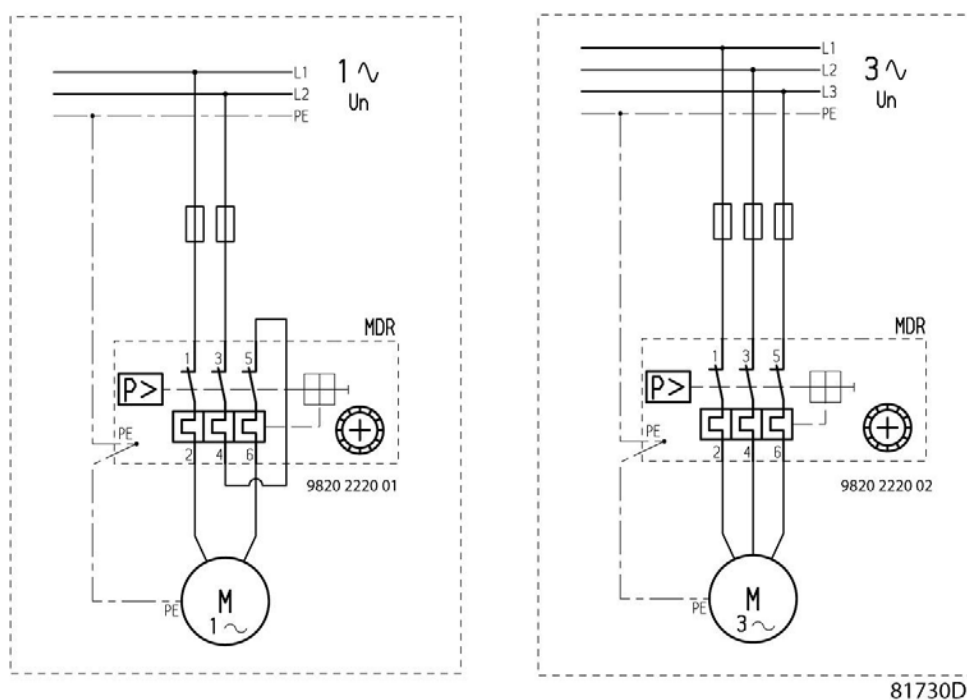 L1
1 ∿
L2
Un
PE
MDR
1 3 5
P>
PE
2 4 6
9820 2220 01
M
1 ∿
PE
L1
L2
3 ∿
L3
Un
PE
MDR
1 3 5
P>
PE
2 4 6
9820 2220 02
M
3 ∿
PE
81730D